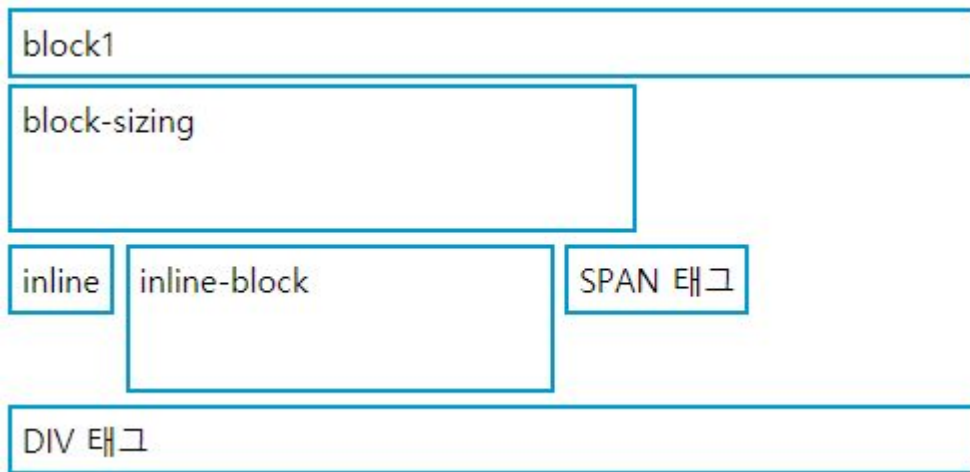 block1
block-sizing
inline inline-block SPAN 태그
DIV 태그